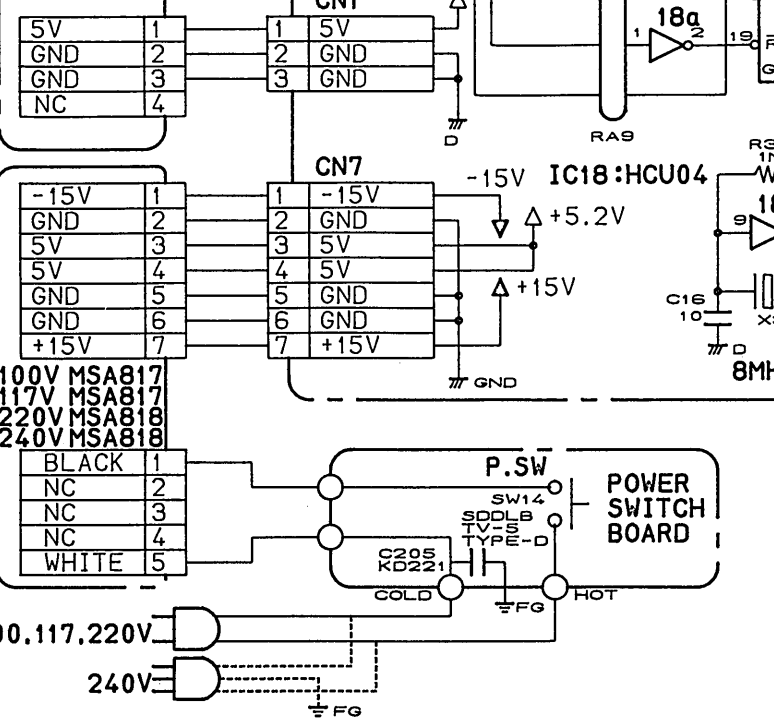 5V 1 1 5V
GND 2 2 GND
GND 3 3 GND
NC 4
D
18a
1 2 19
RA9
CN7
-15V 1 1 -15V
GND 2 2 GND
5V 3 3 5V
5V 4 4 5V
GND 5 5 GND
GND 6 6 GND
+15V 7 7 +15V
-15V
+5.2V
+15V
GND
IC18:HCU04
9
C16
10
D
100V MSA817
117V MSA817
220V MSA818
240V MSA818
BLACK 1
NC 2
NC 3
NC 4
WHITE 5
P.SW
SW14
SDDLB
TV-5
TYPE-D
POWER
SWITCH
BOARD
C205
KD221
COLD
FG
HOT
00,117,220V
240V
FG